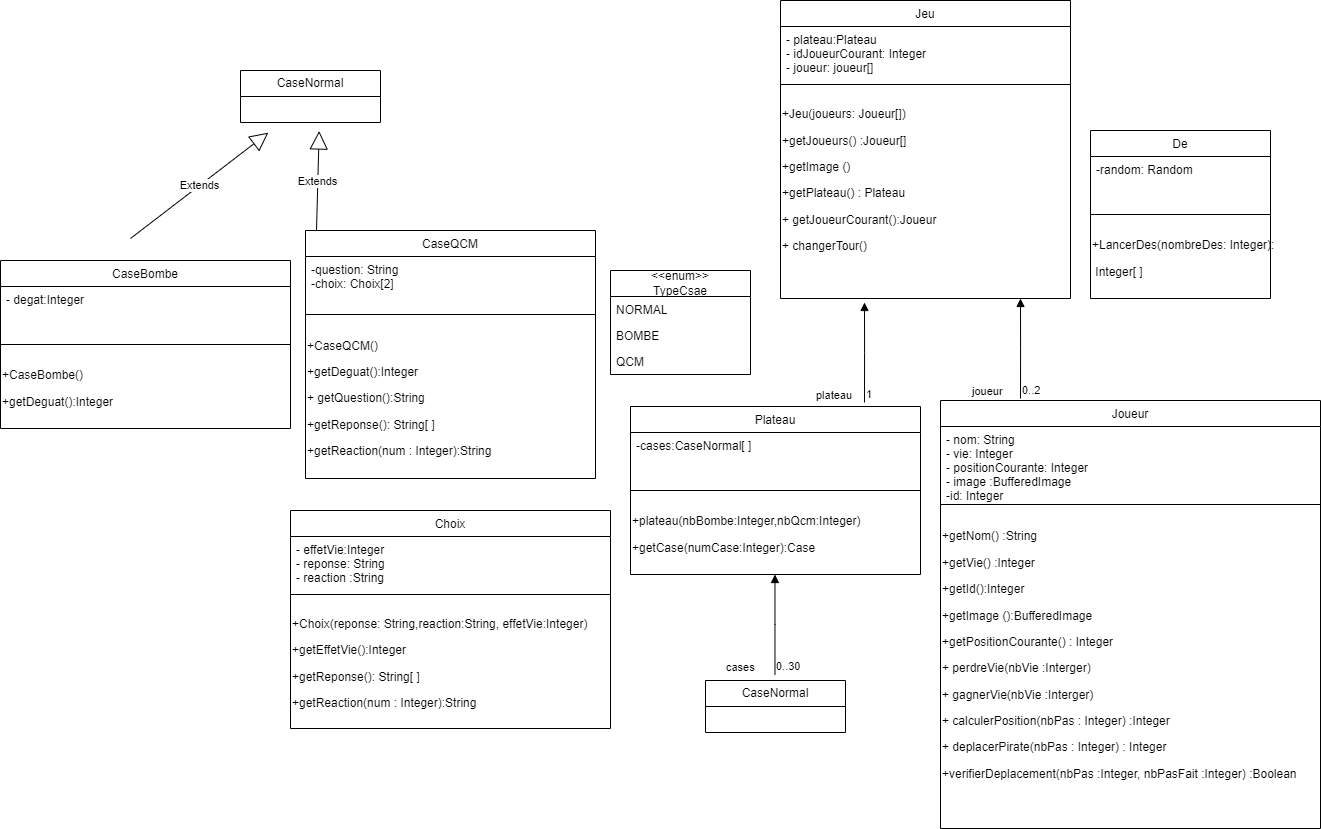 Jeu
- plateau:Plateau
- idJoueurCourant: Integer
- joueur: joueur[]
+Jeu(joueurs: Joueur[])
+getJoueurs() :Joueur[]
+getImage ()
+getPlateau() : Plateau
+ getJoueurCourant():Joueur
+ changerTour()
CaseNormal
Extends
Extends
De
-random: Random
+LancerDes(nombreDes: Integer):
Integer[ ]
CaseBombe
- degat:Integer
+CaseBombe()
+getDeguat():Integer
CaseQCM
-question: String
-choix: Choix[2]
+CaseQCM()
+getDeguat():Integer
+ getQuestion():String
+getReponse(): String[ ]
+getReaction(num : Integer):String
<<enum>>
TypeCsae
NORMAL
BOMBE
QCM
plateau
1
joueur
0..2
Plateau
-cases:CaseNormal[ ]
+plateau(nbBombe:Integer,nbQcm:Integer)
+getCase(numCase:Integer):Case
Joueur
- nom: String
- vie: Integer
- positionCourante: Integer
- image :BufferedImage
-id: Integer
+getNom() :String
+getVie() :Integer
+getId():Integer
+getImage ():BufferedImage
+getPositionCourante() : Integer
+ perdreVie(nbVie :Interger)
+ gagnerVie(nbVie :Interger)
+ calculerPosition(nbPas : Integer) :Integer
+ deplacerPirate(nbPas : Integer) : Integer
+verifierDeplacement(nbPas :Integer, nbPasFait :Integer) :Boolean
Choix
- effetVie:Integer
- reponse: String
- reaction :String
+Choix(reponse: String,reaction:String, effetVie:Integer)
+getEffetVie():Integer
+getReponse(): String[ ]
+getReaction(num : Integer):String
cases
0..30
CaseNormal